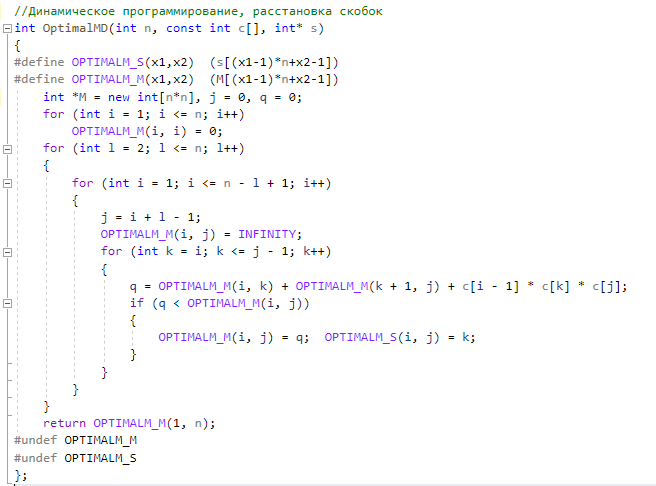 //Динамическое программирование, расстановка скобок
int OptimalMD(int n, const int c[], int* s)
{
#define OPTIMALM_S(x1,x2)  (s[(x1-1)*n+x2-1])
#define OPTIMALM_M(x1,x2)  (M[(x1-1)*n+x2-1])
    int *M = new int[n*n], j = 0, q = 0;
    for (int i = 1; i <= n; i++)
        OPTIMALM_M(i, i) = 0;
    for (int l = 2; l <= n; l++)
    {
        for (int i = 1; i <= n - l + 1; i++)
        {
            j = i + l - 1;
            OPTIMALM_M(i, j) = INFINITY;
            for (int k = i; k <= j - 1; k++)
            {
                q = OPTIMALM_M(i, k) + OPTIMALM_M(k + 1, j) + c[i - 1] * c[k] * c[j];
                if (q < OPTIMALM_M(i, j))
                {
                    OPTIMALM_M(i, j) = q;  OPTIMALM_S(i, j) = k;
                }
            }
        }
    }
    return OPTIMALM_M(1, n);
#undef OPTIMALM_M
#undef OPTIMALM_S
};